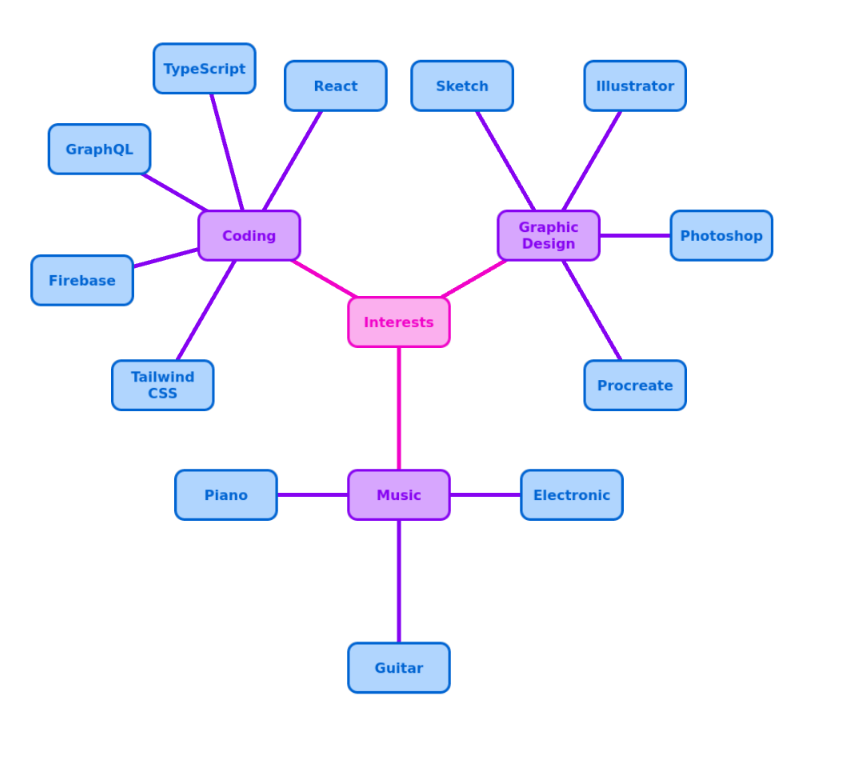 TypeScript
React
Sketch
Illustrator
GraphQL
Coding
Graphic
Design
Photoshop
Firebase
Interests
Tailwind
CSS
Procreate
Piano
Music
Electronic
Guitar